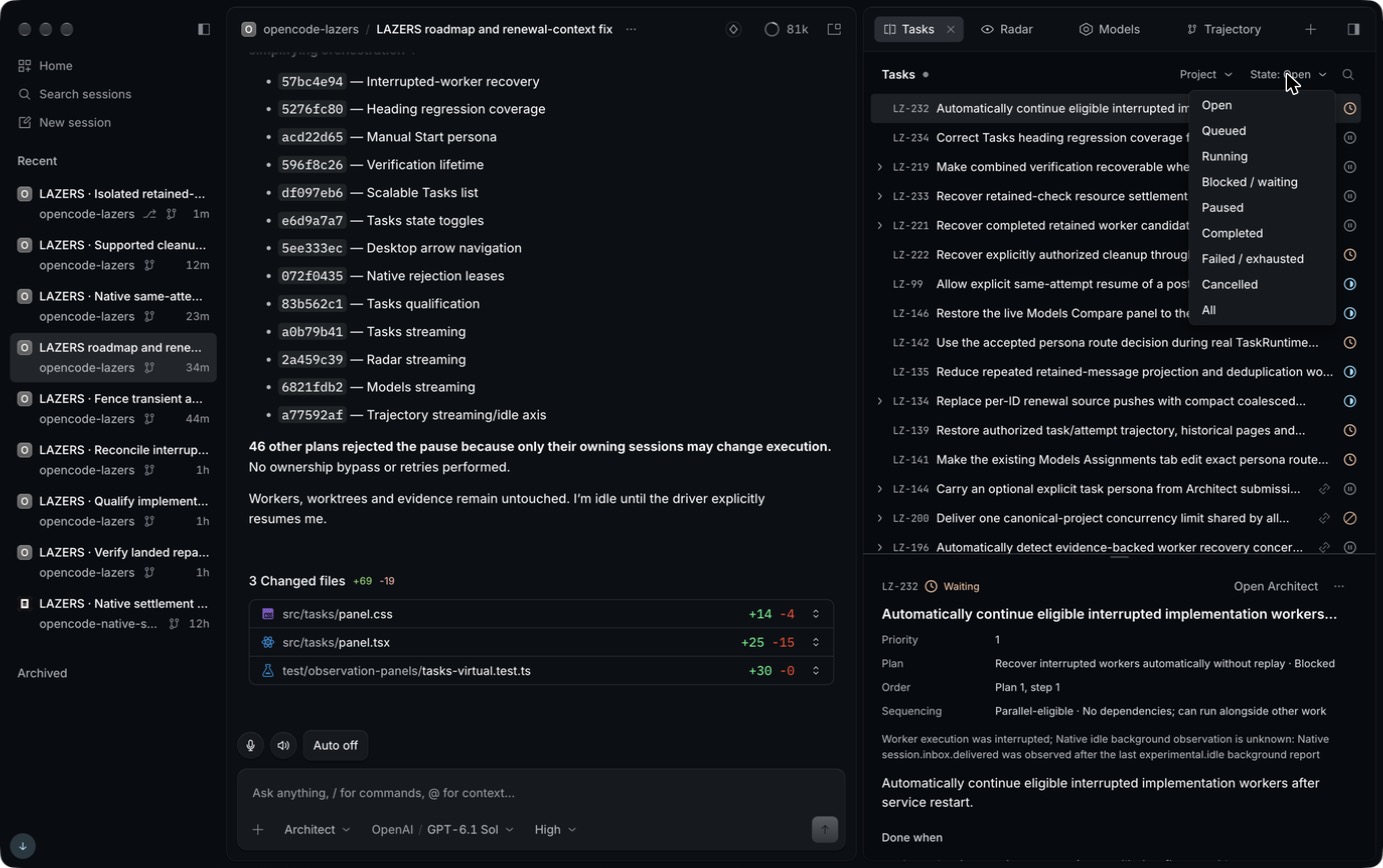 Home
Search sessions
New session
Recent
LAZERS · Isolated retained-...
opencode-lazers 1m
LAZERS · Supported cleanu...
opencode-lazers 12m
LAZERS · Native same-atte...
opencode-lazers 23m
LAZERS roadmap and rene...
opencode-lazers 34m
LAZERS · Fence transient a...
opencode-lazers 44m
LAZERS · Reconcile interrup...
opencode-lazers 1h
LAZERS · Qualify implement...
opencode-lazers 1h
LAZERS · Verify landed repa...
opencode-lazers 1h
LAZERS · Native settlement ...
opencode-native-s... 12h
Archived
opencode-lazers / LAZERS roadmap and renewal-context fix ... 81k
simplifying orchestration
• 57bc4e94 — Interrupted-worker recovery
• 5276fc80 — Heading regression coverage
• acd22d65 — Manual Start persona
• 596f8c26 — Verification lifetime
• df097eb6 — Scalable Tasks list
• e6d9a7a7 — Tasks state toggles
• 5ee333ec — Desktop arrow navigation
• 072f0435 — Native rejection leases
• 83b562c1 — Tasks qualification
• a0b79b41 — Tasks streaming
• 2a459c39 — Radar streaming
• 6821fdb2 — Models streaming
• a77592af — Trajectory streaming/idle axis
46 other plans rejected the pause because only their owning sessions may change execution.
No ownership bypass or retries performed.
Workers, worktrees and evidence remain untouched. I’m idle until the driver explicitly
resumes me.
3 Changed files +69 -19
src/tasks/panel.css +14 -4
src/tasks/panel.tsx +25 -15
test/observation-panels/tasks-virtual.test.ts +30 -0
Auto off
Ask anything, / for commands, @ for context...
Architect OpenAI / GPT-6.1 Sol High
Tasks Radar Models Trajectory
Tasks Project State: Open
LZ-232 Automatically continue eligible interrupted im
LZ-234 Correct Tasks heading regression coverage f
LZ-219 Make combined verification recoverable whe
LZ-233 Recover retained-check resource settlement
LZ-221 Recover completed retained worker candidat
LZ-222 Recover explicitly authorized cleanup throug
LZ-99 Allow explicit same-attempt resume of a post
LZ-146 Restore the live Models Compare panel to the
LZ-142 Use the accepted persona route decision during real TaskRuntime...
LZ-135 Reduce repeated retained-message projection and deduplication wo...
LZ-134 Replace per-ID renewal source pushes with compact coalesced...
LZ-139 Restore authorized task/attempt trajectory, historical pages and...
LZ-141 Make the existing Models Assignments tab edit exact persona route...
LZ-144 Carry an optional explicit task persona from Architect submissi...
LZ-200 Deliver one canonical-project concurrency limit shared by all...
LZ-196 Automatically detect evidence-backed worker recovery concer...
Open
Queued
Running
Blocked / waiting
Paused
Completed
Failed / exhausted
Cancelled
All
LZ-232 Waiting Open Architect ...
Automatically continue eligible interrupted implementation workers...
Priority 1
Plan Recover interrupted workers automatically without replay · Blocked
Order Plan 1, step 1
Sequencing Parallel-eligible · No dependencies; can run alongside other work
Worker execution was interrupted; Native idle background observation is unknown: Native
session.inbox.delivered was observed after the last experimental.idle background report
Automatically continue eligible interrupted implementation workers after
service restart.
Done when